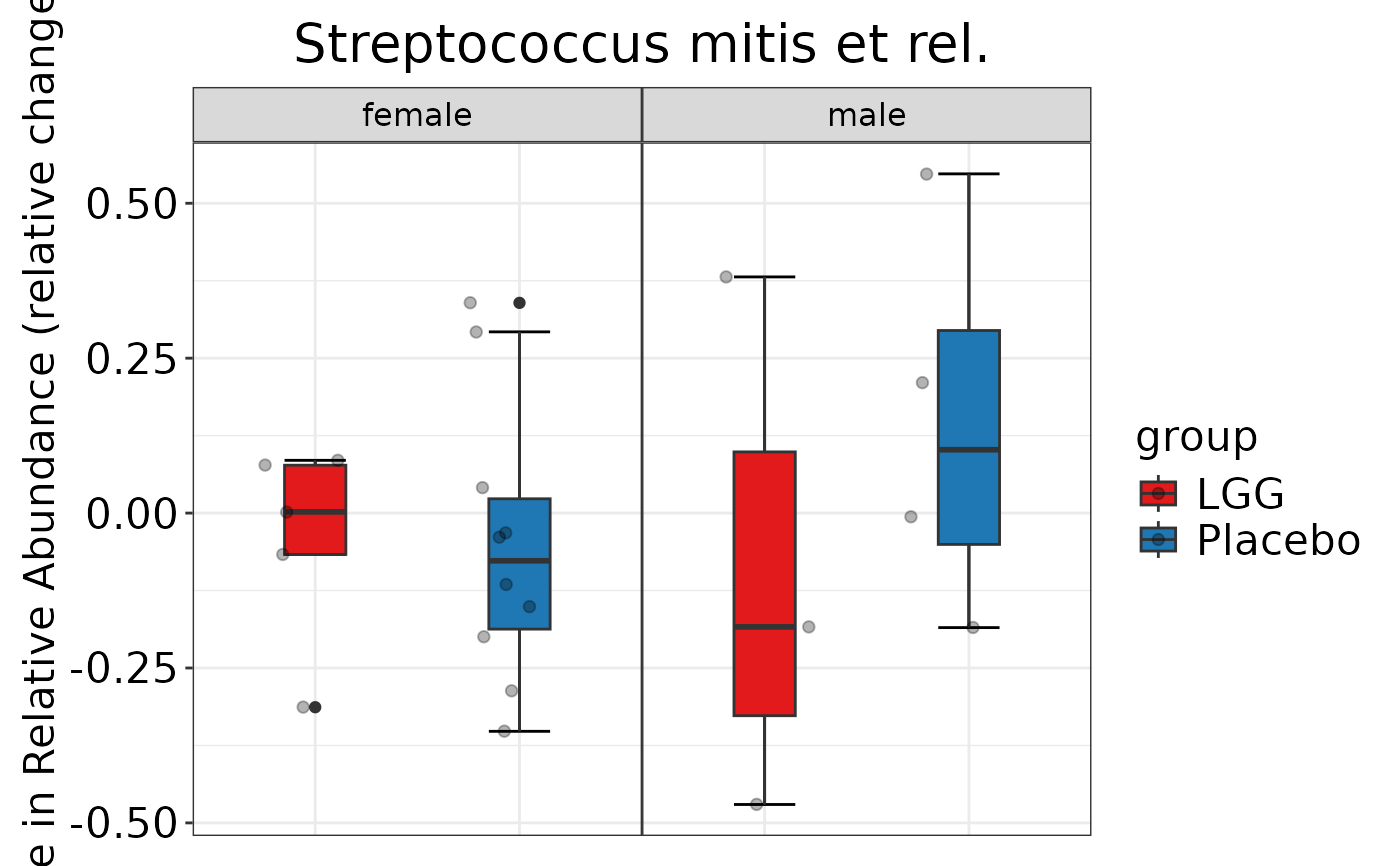 Streptococcus mitis et rel.
female
male
e in Relative Abundance (relative change
0.50
0.25
0.00
-0.25
-0.50
group
LGG
Placebo